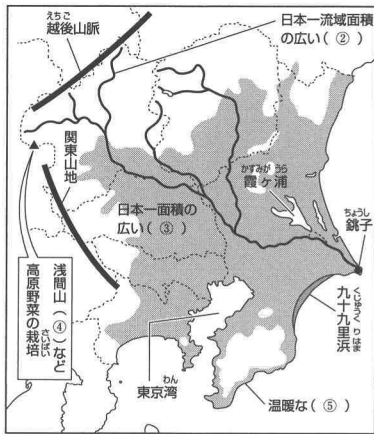 えちご
越後山脈
日本一流域面積
の広い(②)
関東山地
かすみがうら
霞ヶ浦
ちょうし
銚子
日本一面積の
広い(③)
くじゅうくりはま
九十九里浜
浅間山(④)など
高原野菜の栽培
さいばい
わん
東京湾
温暖な(⑤)